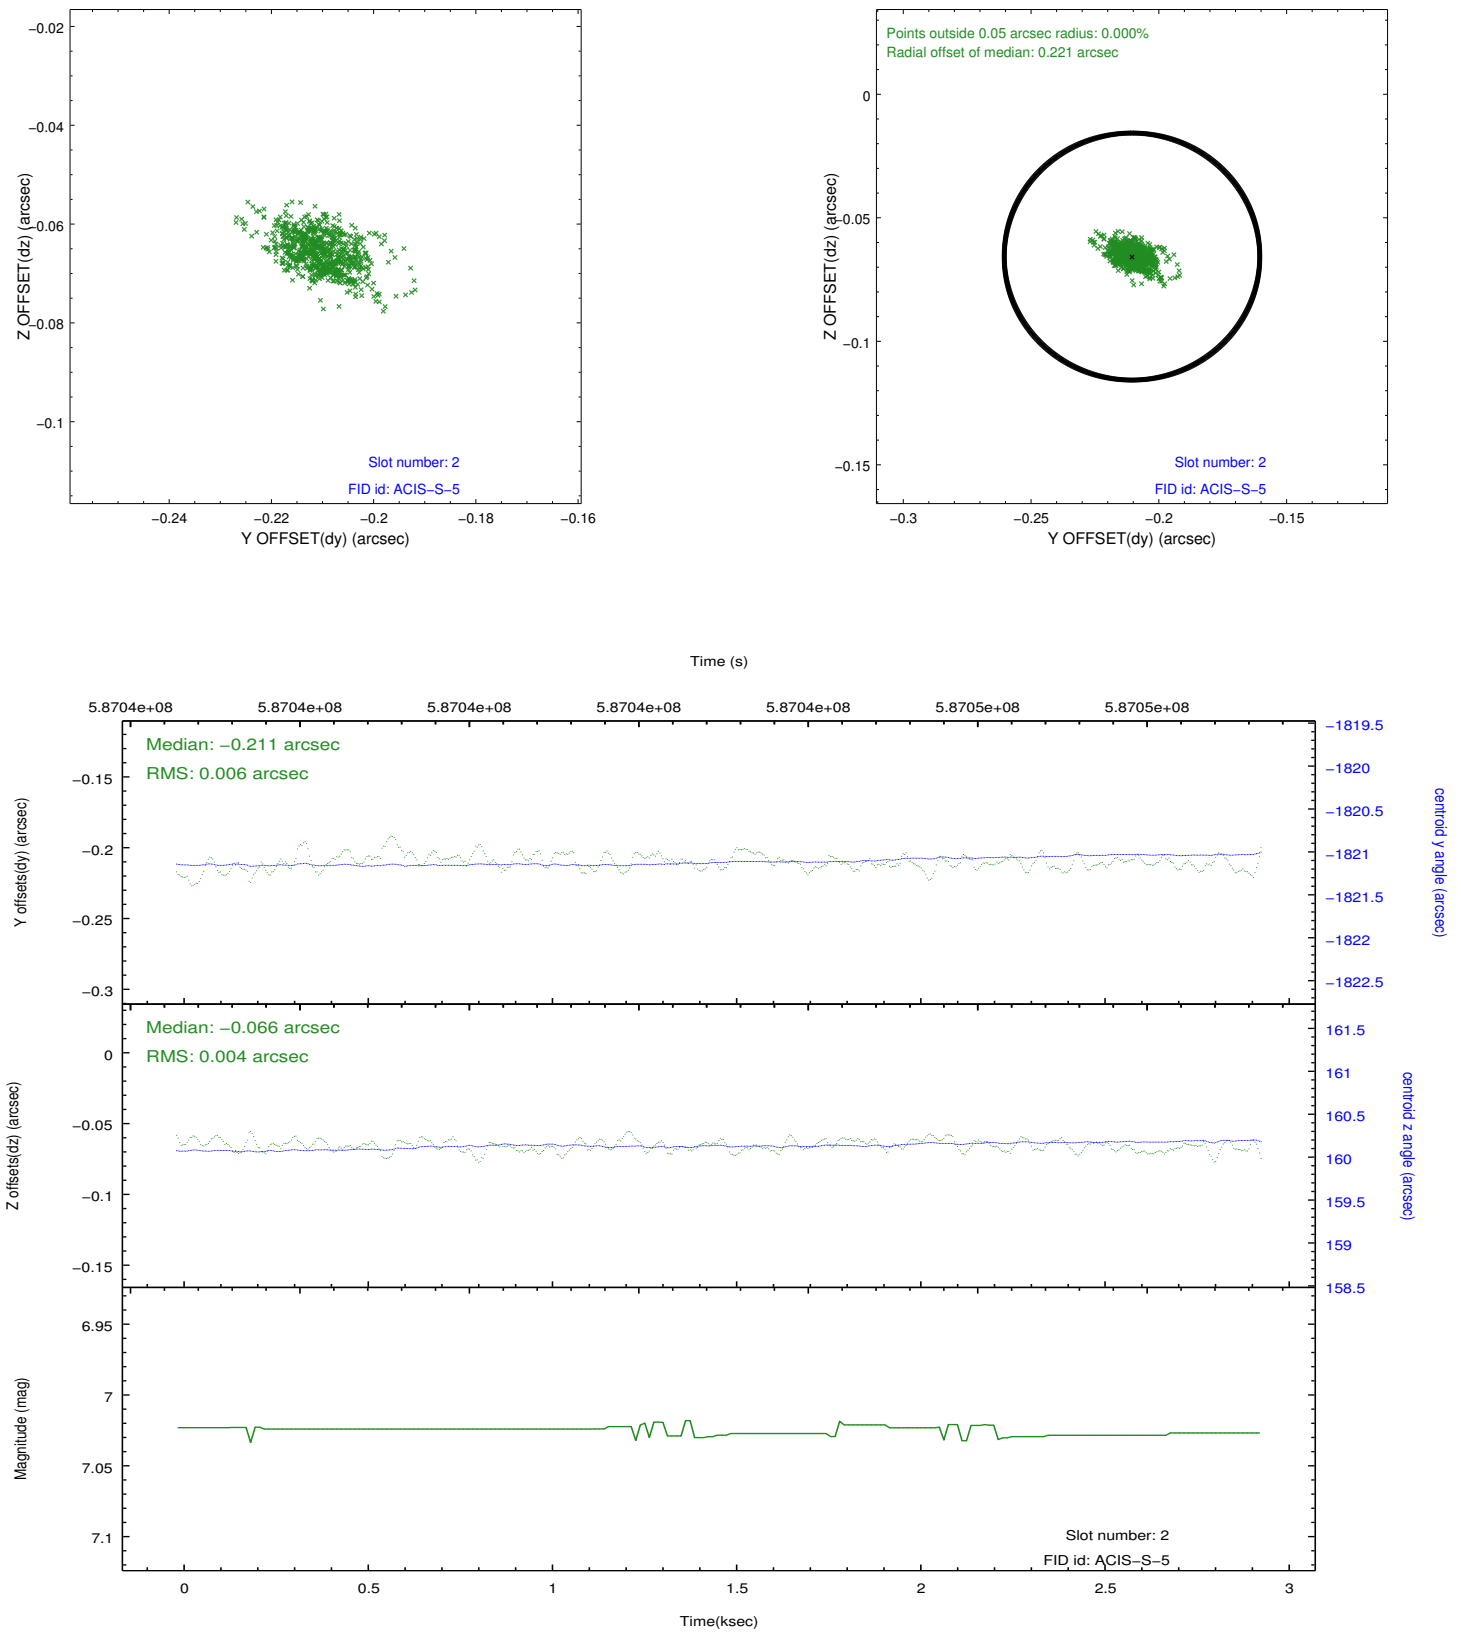 −0.02
−0.04
−0.06
−0.08
−0.1
Z OFFSET(dz) (arcsec)
Slot number: 2
FID id: ACIS−S−5
−0.24
−0.22
−0.2
−0.18
−0.16
Y OFFSET(dy) (arcsec)
Points outside 0.05 arcsec radius: 0.000%
Radial offset of median: 0.221 arcsec
0
−0.05
−0.1
−0.15
Z OFFSET(dz) (arcsec)
Slot number: 2
FID id: ACIS−S−5
−0.3
−0.25
−0.2
−0.15
Y OFFSET(dy) (arcsec)
Time (s)
5.8704e+08
5.8704e+08
5.8704e+08
5.8704e+08
5.8704e+08
5.8705e+08
5.8705e+08
Median: −0.211 arcsec
RMS: 0.006 arcsec
−0.15
−0.2
−0.25
−0.3
Y offsets(dy) (arcsec)
−1819.5
−1820
−1820.5
−1821
−1821.5
−1822
−1822.5
centroid y angle (arcsec)
Median: −0.066 arcsec
RMS: 0.004 arcsec
0
−0.05
−0.1
−0.15
Z offsets(dz) (arcsec)
161.5
161
160.5
160
159.5
159
158.5
centroid z angle (arcsec)
6.95
7
7.05
7.1
Magnitude (mag)
Slot number: 2
FID id: ACIS−S−5
0
0.5
1
1.5
2
2.5
3
Time(ksec)